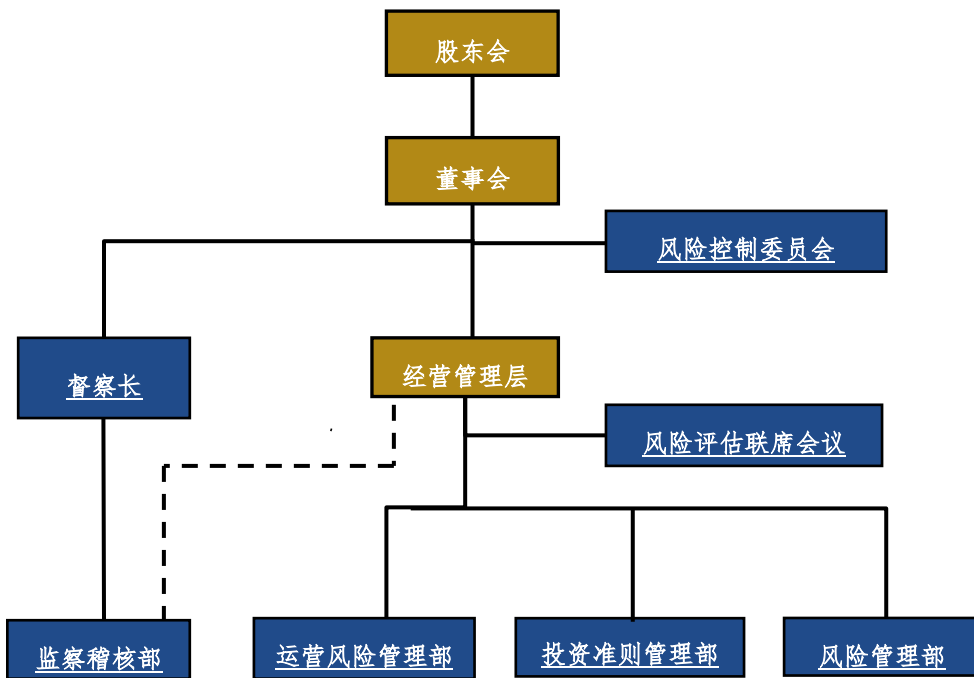 股东会
董事会
风险控制委员会
督察长
经营管理层
风险评估联席会议
监察稽核部
运营风险管理部
投资准则管理部
风险管理部